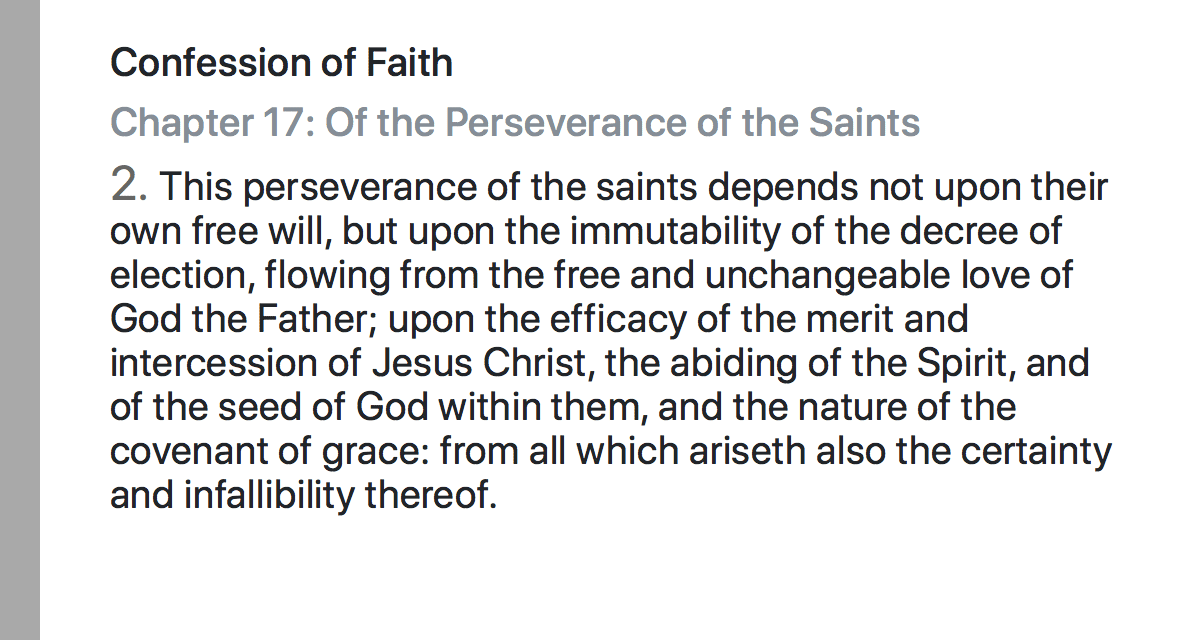 Confession of Faith
Chapter 17: Of the Perseverance of the Saints
2. This perseverance of the saints depends not upon their
own free will, but upon the immutability of the decree of
election, flowing from the free and unchangeable love of
God the Father; upon the efficacy of the merit and
intercession of Jesus Christ, the abiding of the Spirit, and
of the seed of God within them, and the nature of the
covenant of grace: from all which ariseth also the certainty
and infallibility thereof.